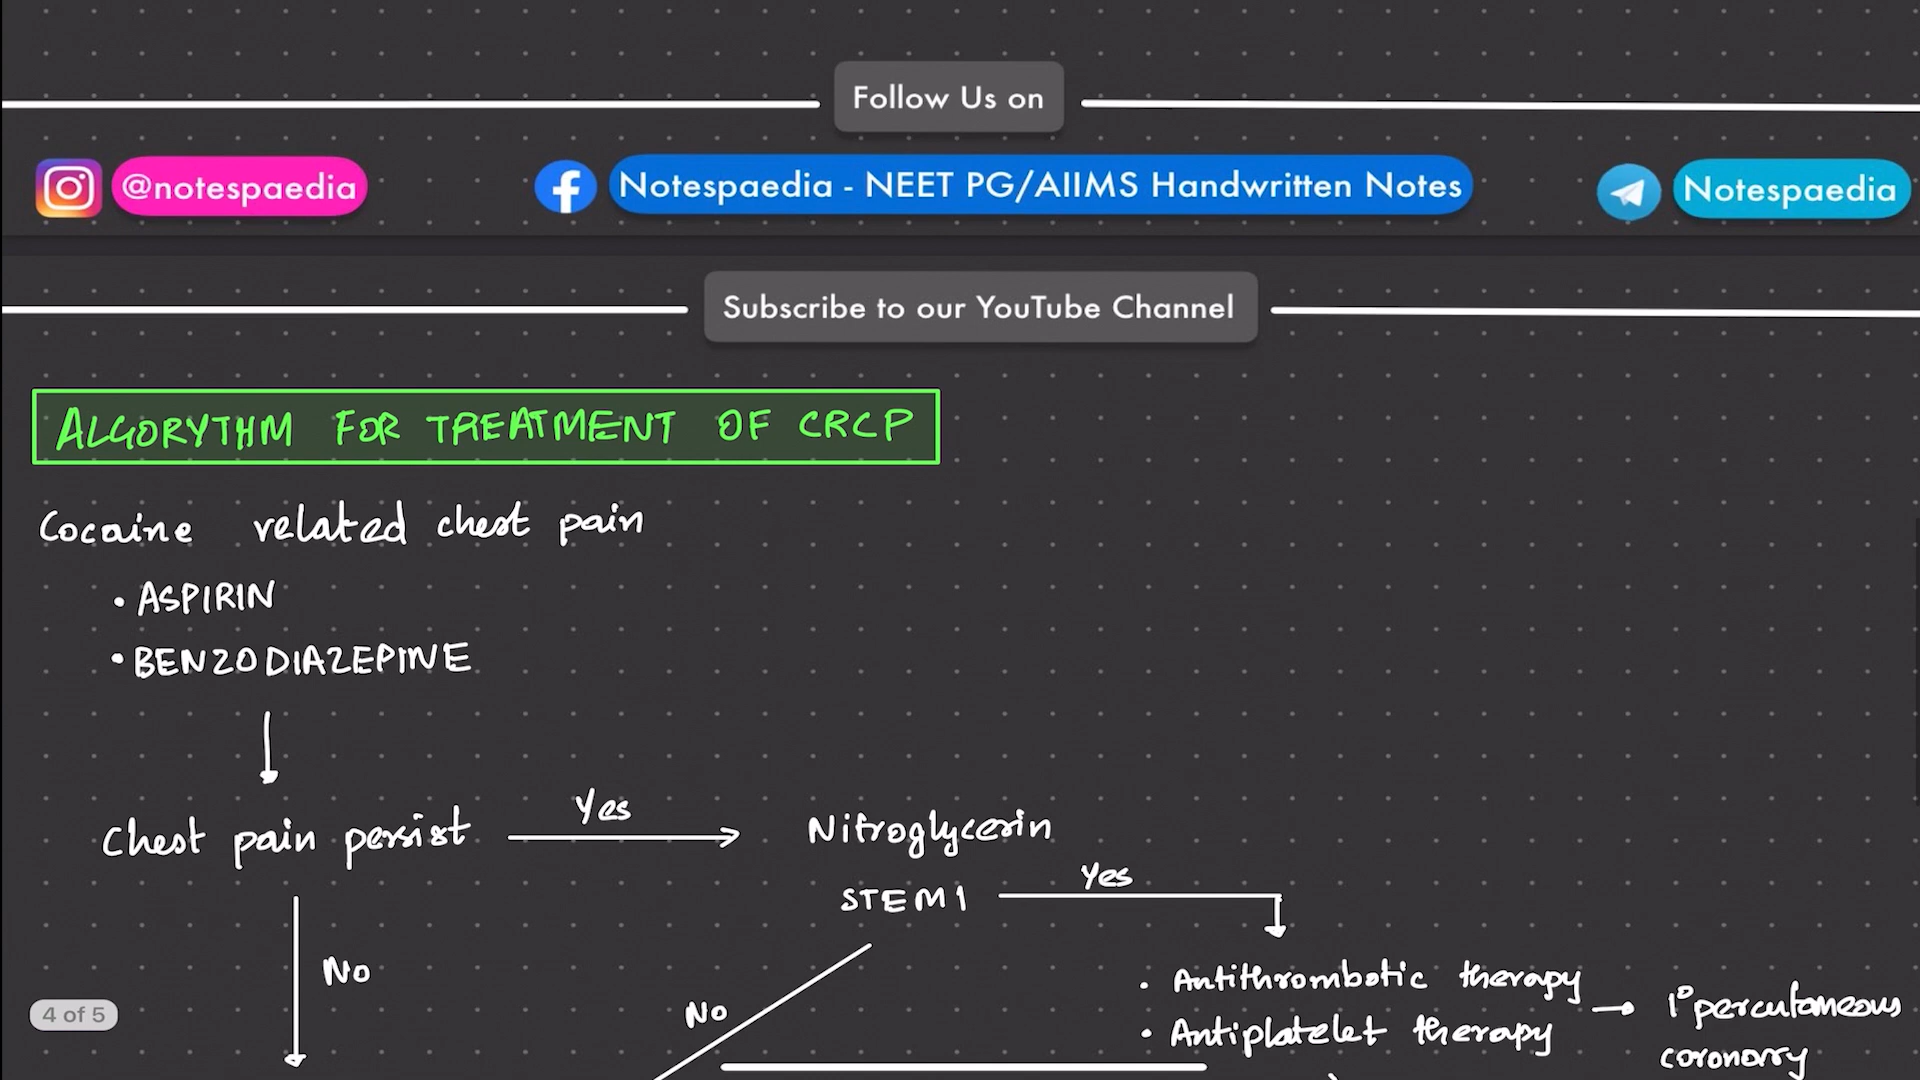 Follow Us on
@notespaedia
Notespaedia - NEET PG/AIIMS Handwritten Notes
Notespaedia
Subscribe to our YouTube Channel
ALGORYTHM FOR TREATMENT OF CRCP
Cocaine related chest pain
• ASPIRIN
• BENZODIAZEPINE
Chest pain persist
Yes
Nitroglycerin
STEMI
Yes
No
No
• Antithrombotic therapy
• Antiplatelet therapy
1° percutaneous
coronary
4 of 5